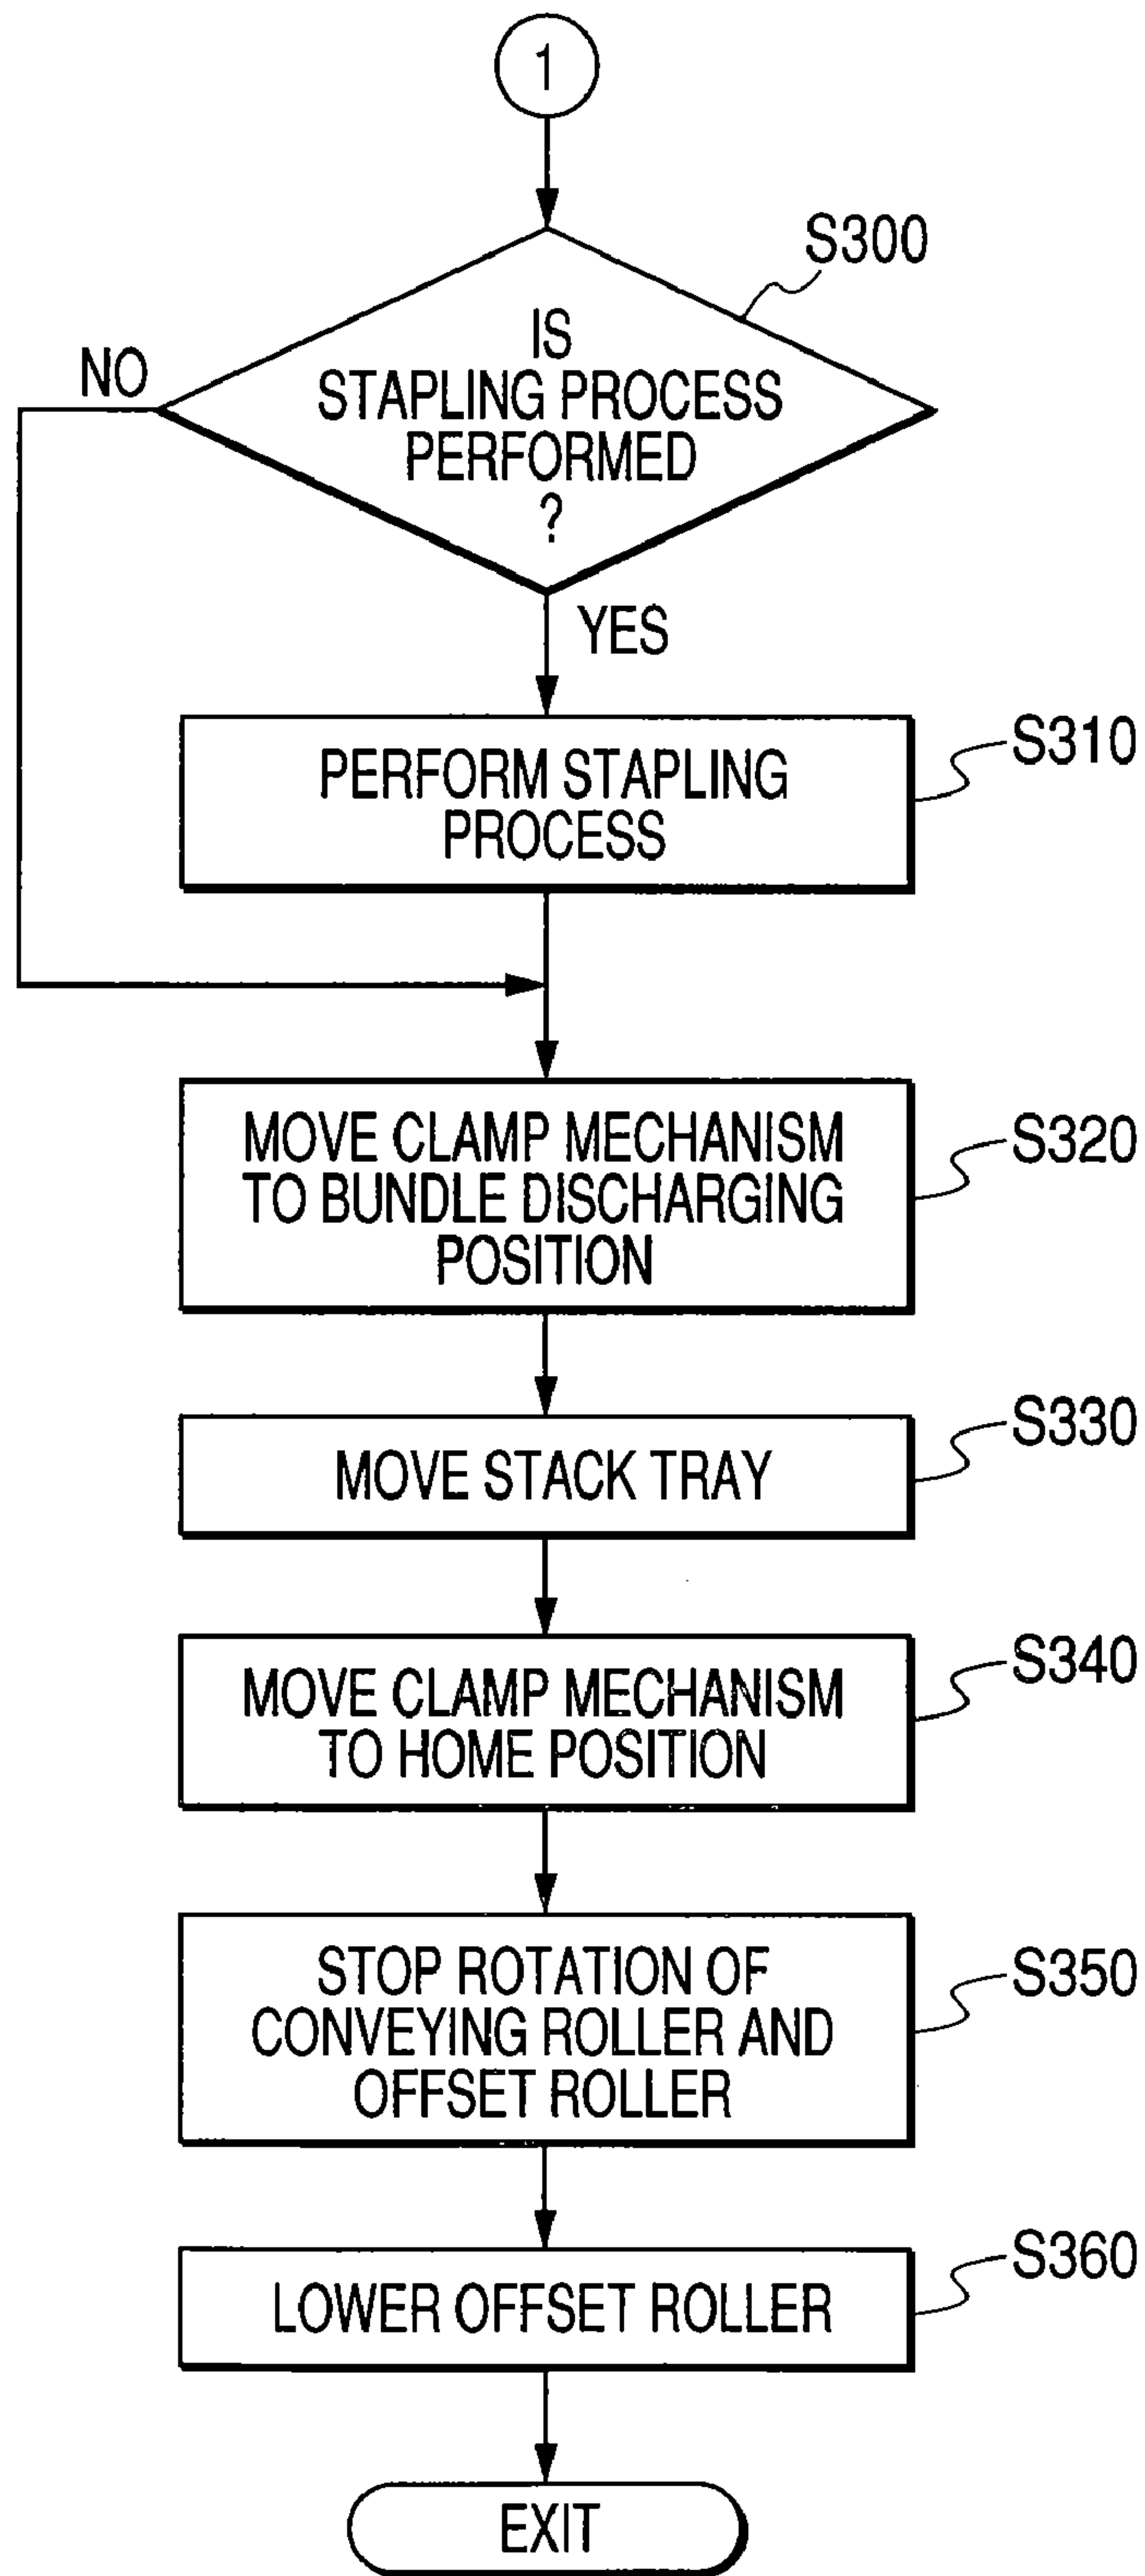 1
S300
IS
STAPLING PROCESS
PERFORMED
?
NO
YES
S310
PERFORM STAPLING
PROCESS
S320
MOVE CLAMP MECHANISM
TO BUNDLE DISCHARGING
POSITION
S330
MOVE STACK TRAY
S340
MOVE CLAMP MECHANISM
TO HOME POSITION
S350
STOP ROTATION OF
CONVEYING ROLLER AND
OFFSET ROLLER
S360
LOWER OFFSET ROLLER
EXIT